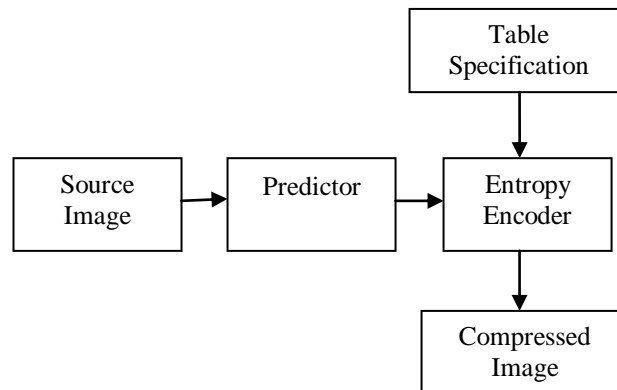 Table
Specification
Source
Image
Predictor
Entropy
Encoder
Compressed
Image